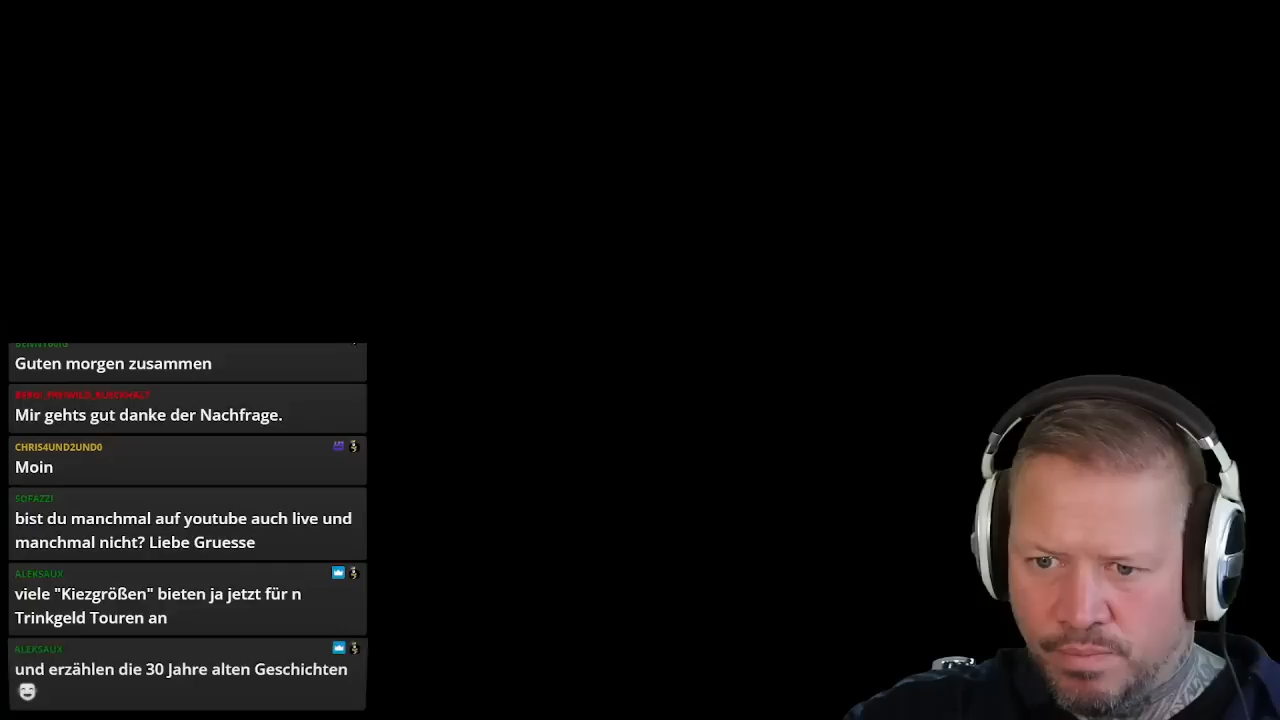 Guten morgen zusammen
Mir gehts gut danke der Nachfrage.
CHRIS4UND2UND0
Moin
SOFAZZI
bist du manchmal auf youtube auch live und
manchmal nicht? Liebe Gruesse
ALEKSAUX
viele "Kiezgrößen" bieten ja jetzt für n
Trinkgeld Touren an
ALEKSAUX
und erzählen die 30 Jahre alten Geschichten